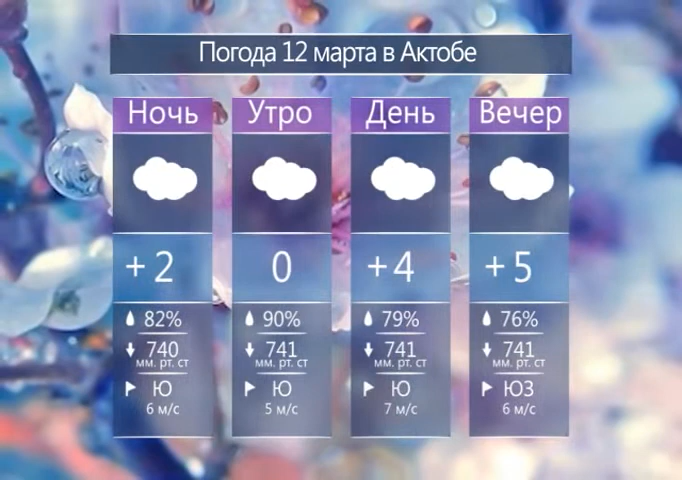 Погода 12 марта в Актобе
Ночь Утро День Вечер
+2 0 +4 +5
82% 90% 79% 76%
740 741 741 741
мм. рт. ст мм. рт. ст мм. рт. ст мм. рт. ст
Ю Ю Ю ЮЗ
6 м/с 5 м/с 7 м/с 6 м/с